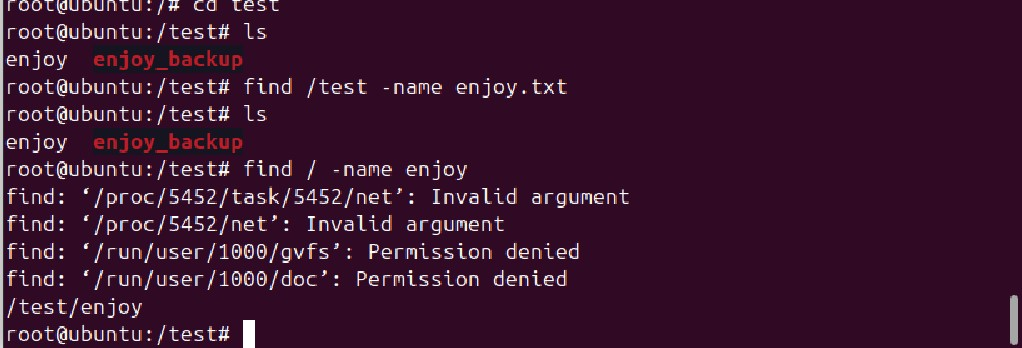 root@ubuntu:/# cd test
root@ubuntu:/test# ls
enjoy  enjoy_backup
root@ubuntu:/test# find /test -name enjoy.txt
root@ubuntu:/test# ls
enjoy  enjoy_backup
root@ubuntu:/test# find / -name enjoy
find: ‘/proc/5452/task/5452/net’: Invalid argument
find: ‘/proc/5452/net’: Invalid argument
find: ‘/run/user/1000/gvfs’: Permission denied
find: ‘/run/user/1000/doc’: Permission denied
/test/enjoy
root@ubuntu:/test#